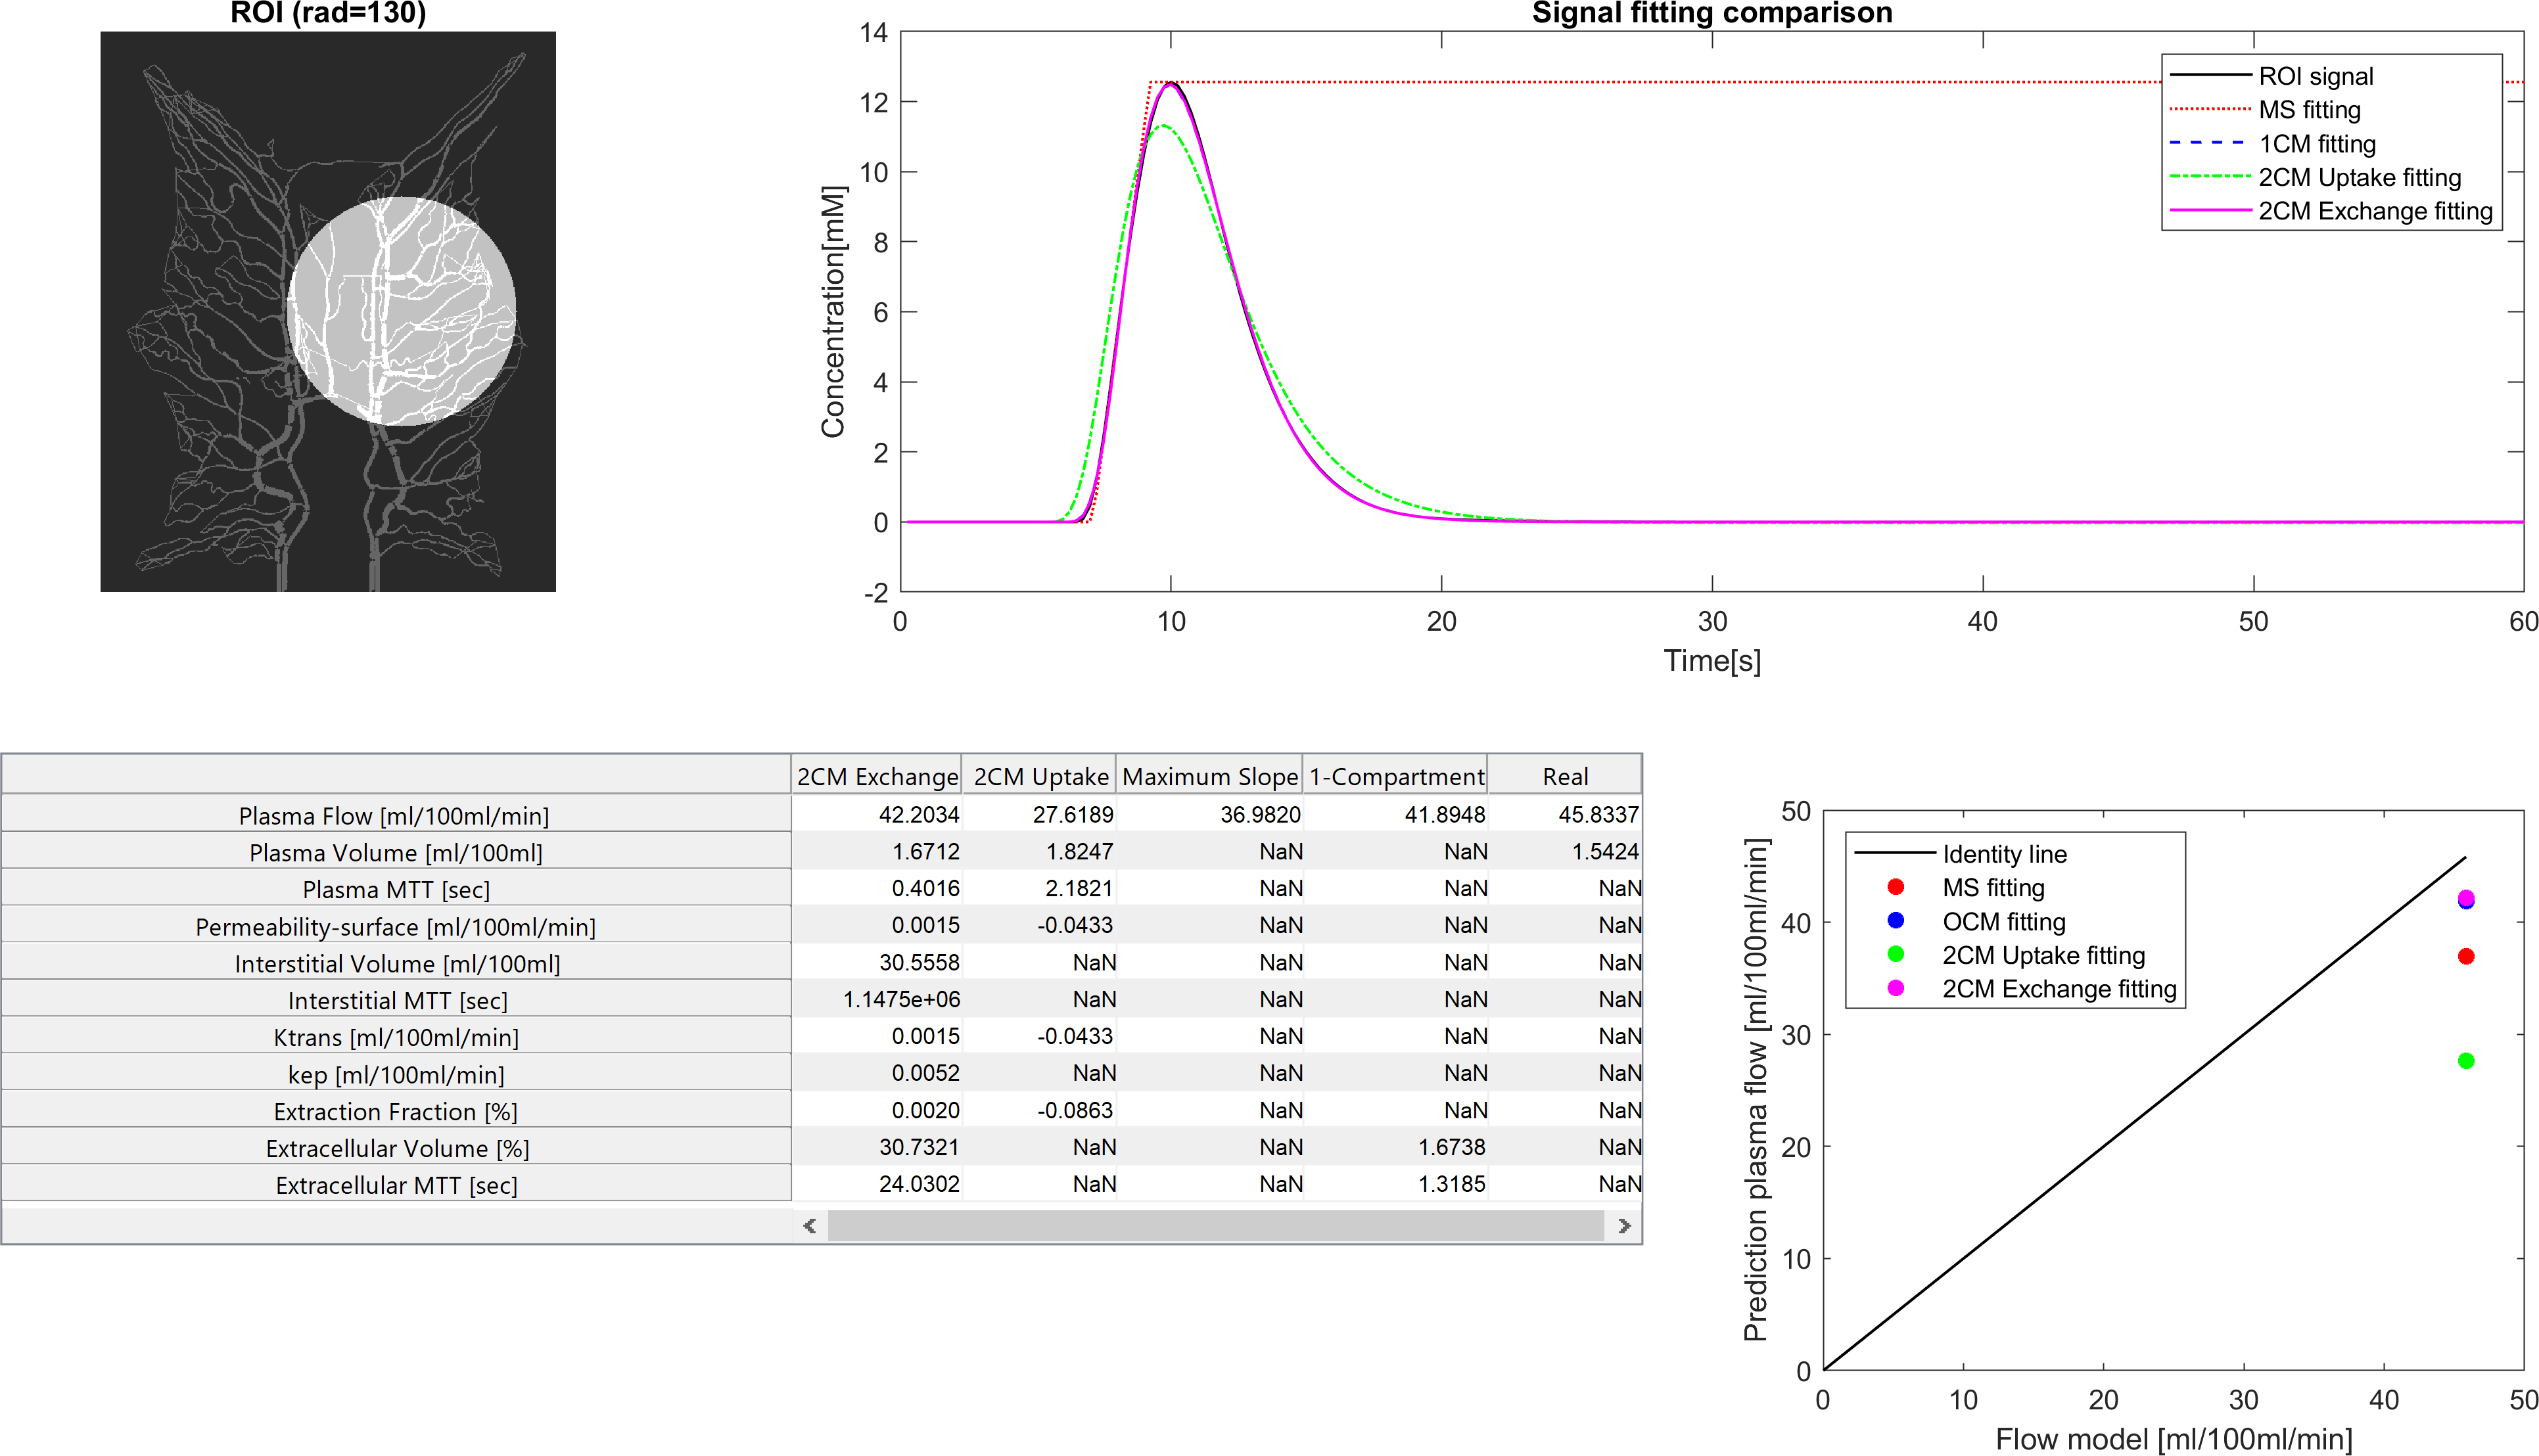 ROI (rad=130)
Signal fitting comparison
14
12
10
8
6
4
2
0
-2
Concentration[mM]
0 10 20 30 40 50 60
Time[s]
ROI signal
MS fitting
1CM fitting
2CM Uptake fitting
2CM Exchange fitting
2CM Exchange 2CM Uptake Maximum Slope 1-Compartment Real
Plasma Flow [ml/100ml/min] 42.2034 27.6189 36.9820 41.8948 45.8337
Plasma Volume [ml/100ml] 1.6712 1.8247 NaN NaN 1.5424
Plasma MTT [sec] 0.4016 2.1821 NaN NaN NaN
Permeability-surface [ml/100ml/min] 0.0015 -0.0433 NaN NaN NaN
Interstitial Volume [ml/100ml] 30.5558 NaN NaN NaN NaN
Interstitial MTT [sec] 1.1475e+06 NaN NaN NaN NaN
Ktrans [ml/100ml/min] 0.0015 -0.0433 NaN NaN NaN
kep [ml/100ml/min] 0.0052 NaN NaN NaN NaN
Extraction Fraction [%] 0.0020 -0.0863 NaN NaN NaN
Extracellular Volume [%] 30.7321 NaN NaN 1.6738 NaN
Extracellular MTT [sec] 24.0302 NaN NaN 1.3185 NaN
50
40
30
20
10
0
Prediction plasma flow [ml/100ml/min]
Identity line
MS fitting
OCM fitting
2CM Uptake fitting
2CM Exchange fitting
0 10 20 30 40 50
Flow model [ml/100ml/min]